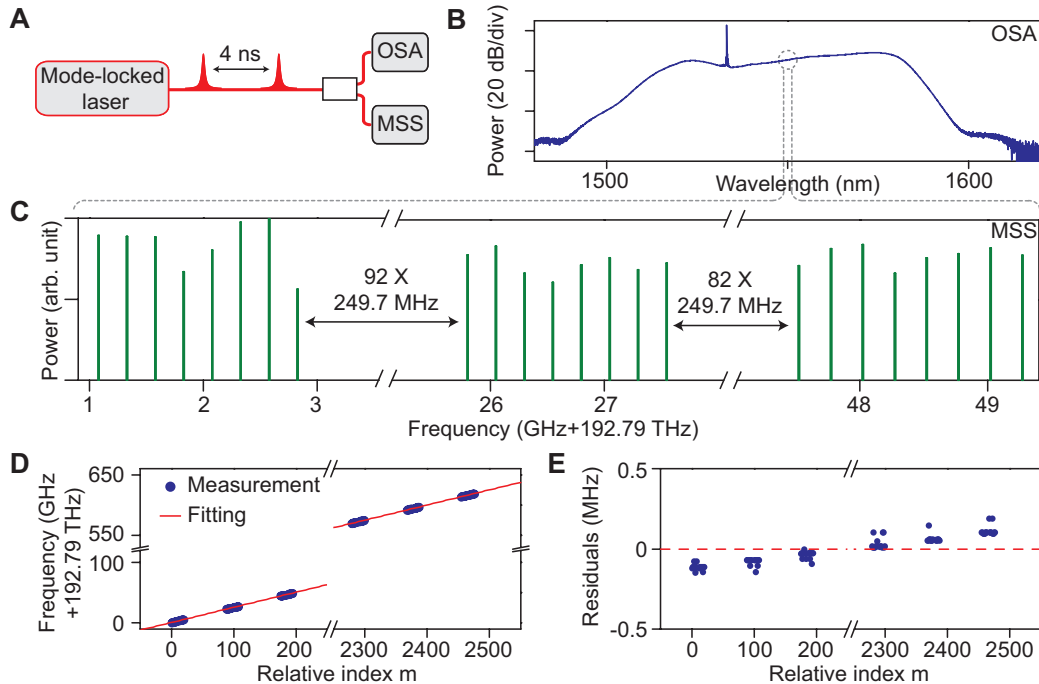 A
Mode-locked
laser
4 ns
OSA
MSS
B
Power (20 dB/div)
OSA
1500
Wavelength (nm)
1600
C
Power (arb. unit)
MSS
92 X
249.7 MHz
82 X
249.7 MHz
1
2
3
26
27
48
49
Frequency (GHz+192.79 THz)
D
Frequency (GHz
+192.79 THz)
650
550
100
0
Measurement
Fitting
0
100
200
2300
2400
2500
Relative index m
E
Residuals (MHz)
0.5
0
-0.5
0
100
200
2300
2400
2500
Relative index m